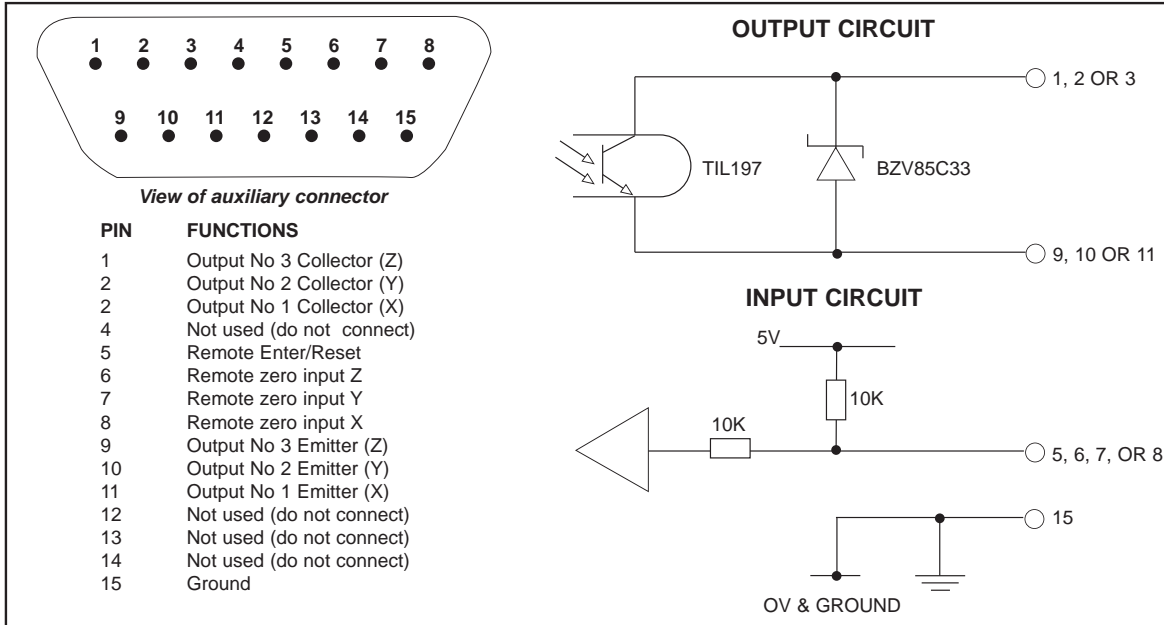 1 2 3 4 5 6 7 8
9 10 11 12 13 14 15
View of auxiliary connector
PIN FUNCTIONS
1 Output No 3 Collector (Z)
2 Output No 2 Collector (Y)
2 Output No 1 Collector (X)
4 Not used (do not connect)
5 Remote Enter/Reset
6 Remote zero input Z
7 Remote zero input Y
8 Remote zero input X
9 Output No 3 Emitter (Z)
10 Output No 2 Emitter (Y)
11 Output No 1 Emitter (X)
12 Not used (do not connect)
13 Not used (do not connect)
14 Not used (do not connect)
15 Ground
OUTPUT CIRCUIT
1, 2 OR 3
TIL197 BZV85C33
9, 10 OR 11
INPUT CIRCUIT
5V
10K
10K
5, 6, 7, OR 8
15
OV & GROUND